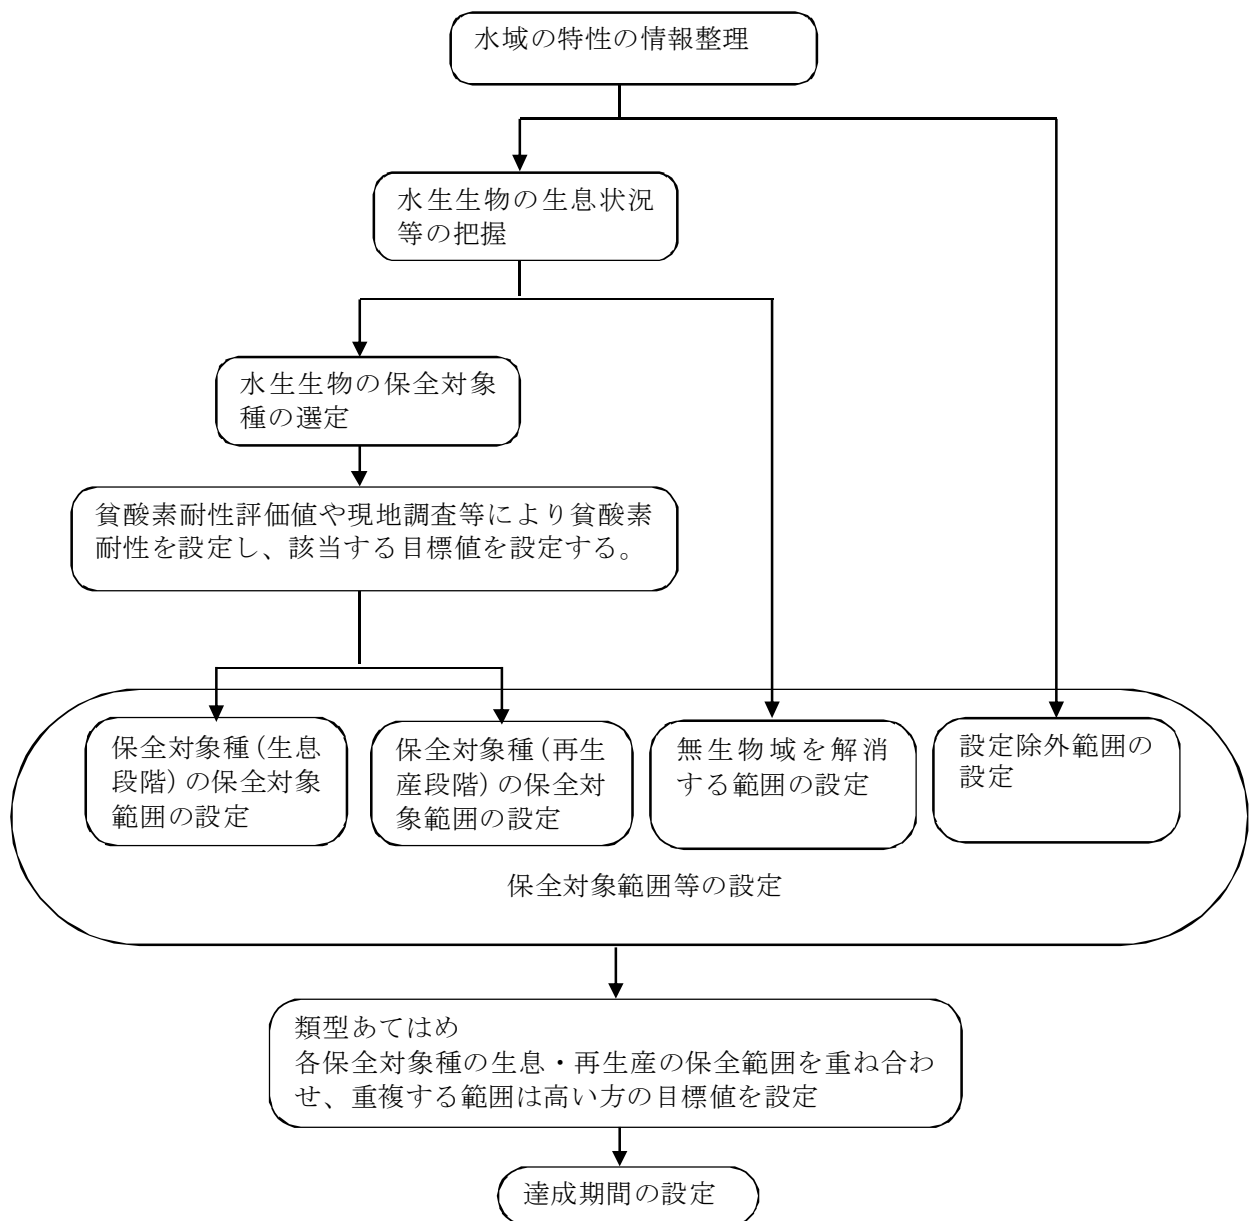 水域の特性の情報整理
水生生物の生息状況
等の把握
水生生物の保全対象
種の選定
貧酸素耐性評価値や現地調査等により貧酸素
耐性を設定し、該当する目標値を設定する。
保全対象種(生息
段階)の保全対象
範囲の設定
保全対象種(再生
産段階)の保全対
象範囲の設定
無生物域を解消
する範囲の設定
設定除外範囲の
設定
保全対象範囲等の設定
類型あてはめ
各保全対象種の生息・再生産の保全範囲を重ね合わ
せ、重複する範囲は高い方の目標値を設定
達成期間の設定